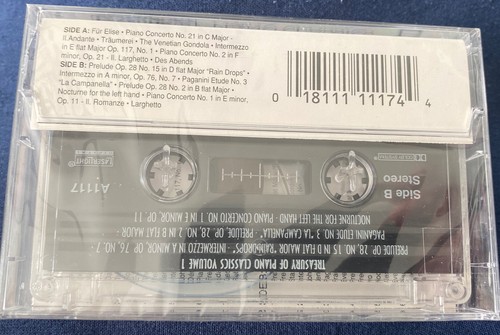 SIDE A: Für Elise • Piano Concerto No. 21 in C Major -
II.Andante • Träumerei • The Venetian Gondola • Intermezzo
in E flat Major Op. 117, No. 1 • Piano Concerto No. 2 in F
minor, Op. 21 - II. Larghetto • Des Abends
SIDE B: Prelude Op. 28 No. 15 in D flat Major "Rain Drops" •
Intermezzo in A minor, Op. 76, No. 7 • Paganini Etude No. 3
"La Campanella" • Prelude Op. 28 No. 2 in B flat Major •
Nocturne for the left hand • Piano Concerto No. 1 in E minor,
Op. 11 - II. Romanze • Larghetto
0 18111 11174 4
TREASURY OF PIANO CLASSICS VOLUME 1
PRELUDE OP. 28, NO. 15 IN D FLAT MAJOR "RAINDROPS" · INTERMEZZO IN A MINOR, OP. 76, NO. 7 ·
PAGANINI ETUDE NO. 3, "LA CAMPANELLA" · PRELUDE OP. 28, NO. 2 IN B FLAT MAJOR ·
NOCTURNE FOR THE LEFT HAND · PIANO CONCERTO NO. 1 IN A MINOR, OP. 11
Side B
Stereo
LASERLIGHT
A1117